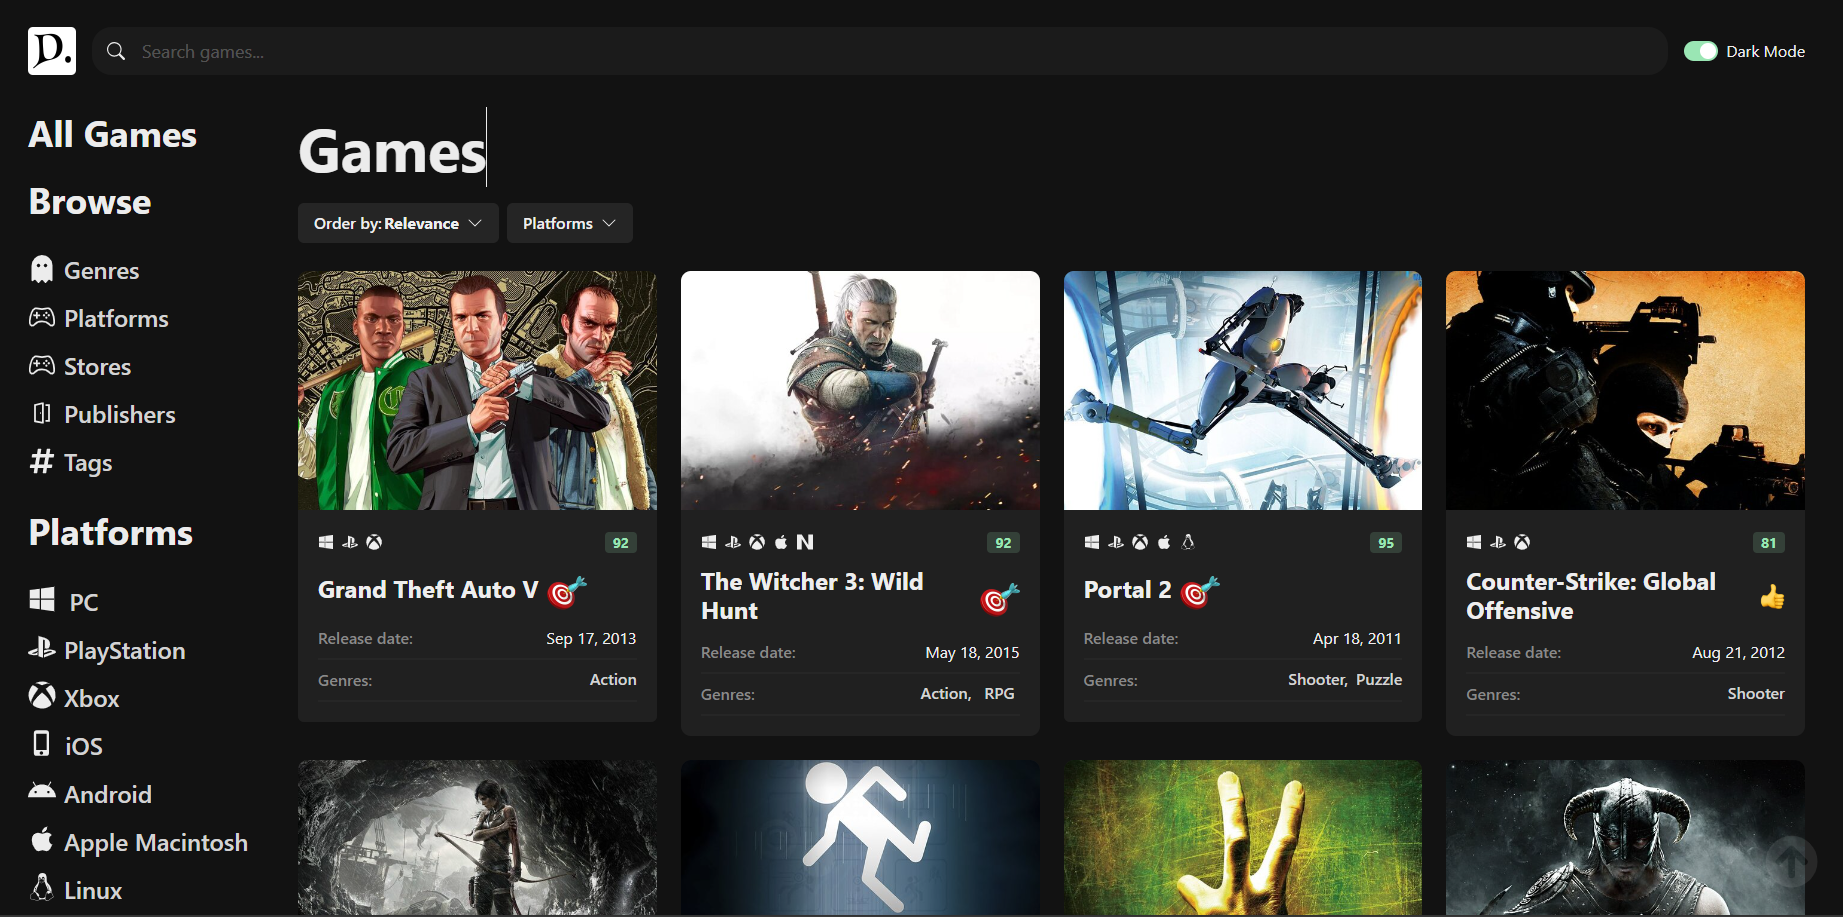 D.
Search games...
Dark Mode
All Games
Browse
Genres
Platforms
Stores
Publishers
Tags
Platforms
PC
PlayStation
Xbox
iOS
Android
Apple Macintosh
Linux
Games
Order by: Relevance
Platforms
92
Grand Theft Auto V
Release date: Sep 17, 2013
Genres: Action
92
The Witcher 3: Wild
Hunt
Release date: May 18, 2015
Genres: Action, RPG
95
Portal 2
Release date: Apr 18, 2011
Genres: Shooter, Puzzle
81
Counter-Strike: Global
Offensive
Release date: Aug 21, 2012
Genres: Shooter